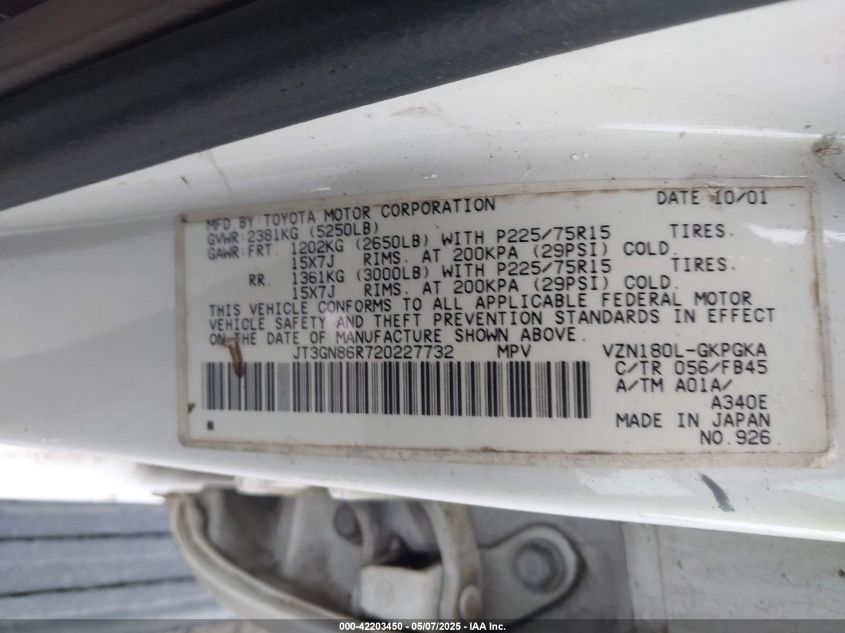 MFD BY: TOYOTA MOTOR CORPORATION DATE 10/01
GVWR: 2381KG (5250LB)
GAWR: FRT. 1202KG (2650LB) WITH P225/75R15 TIRES.
15X7J RIMS. AT 200KPA (29PSI) COLD.
RR. 1361KG (3000LB) WITH P225/75R15 TIRES.
15X7J RIMS. AT 200KPA (29PSI) COLD.
THIS VEHICLE CONFORMS TO ALL APPLICABLE FEDERAL MOTOR
VEHICLE SAFETY AND THEFT PREVENTION STANDARDS IN EFFECT
ON THE DATE OF MANUFACTURE SHOWN ABOVE.
JT3GN86R720227732 MPV VZN180L-GKPGKA
C/TR 056/FB45
A/TM A01A/
A340E
MADE IN JAPAN
NO.926
000-42203450 - 05/07/2025 - IAA Inc.